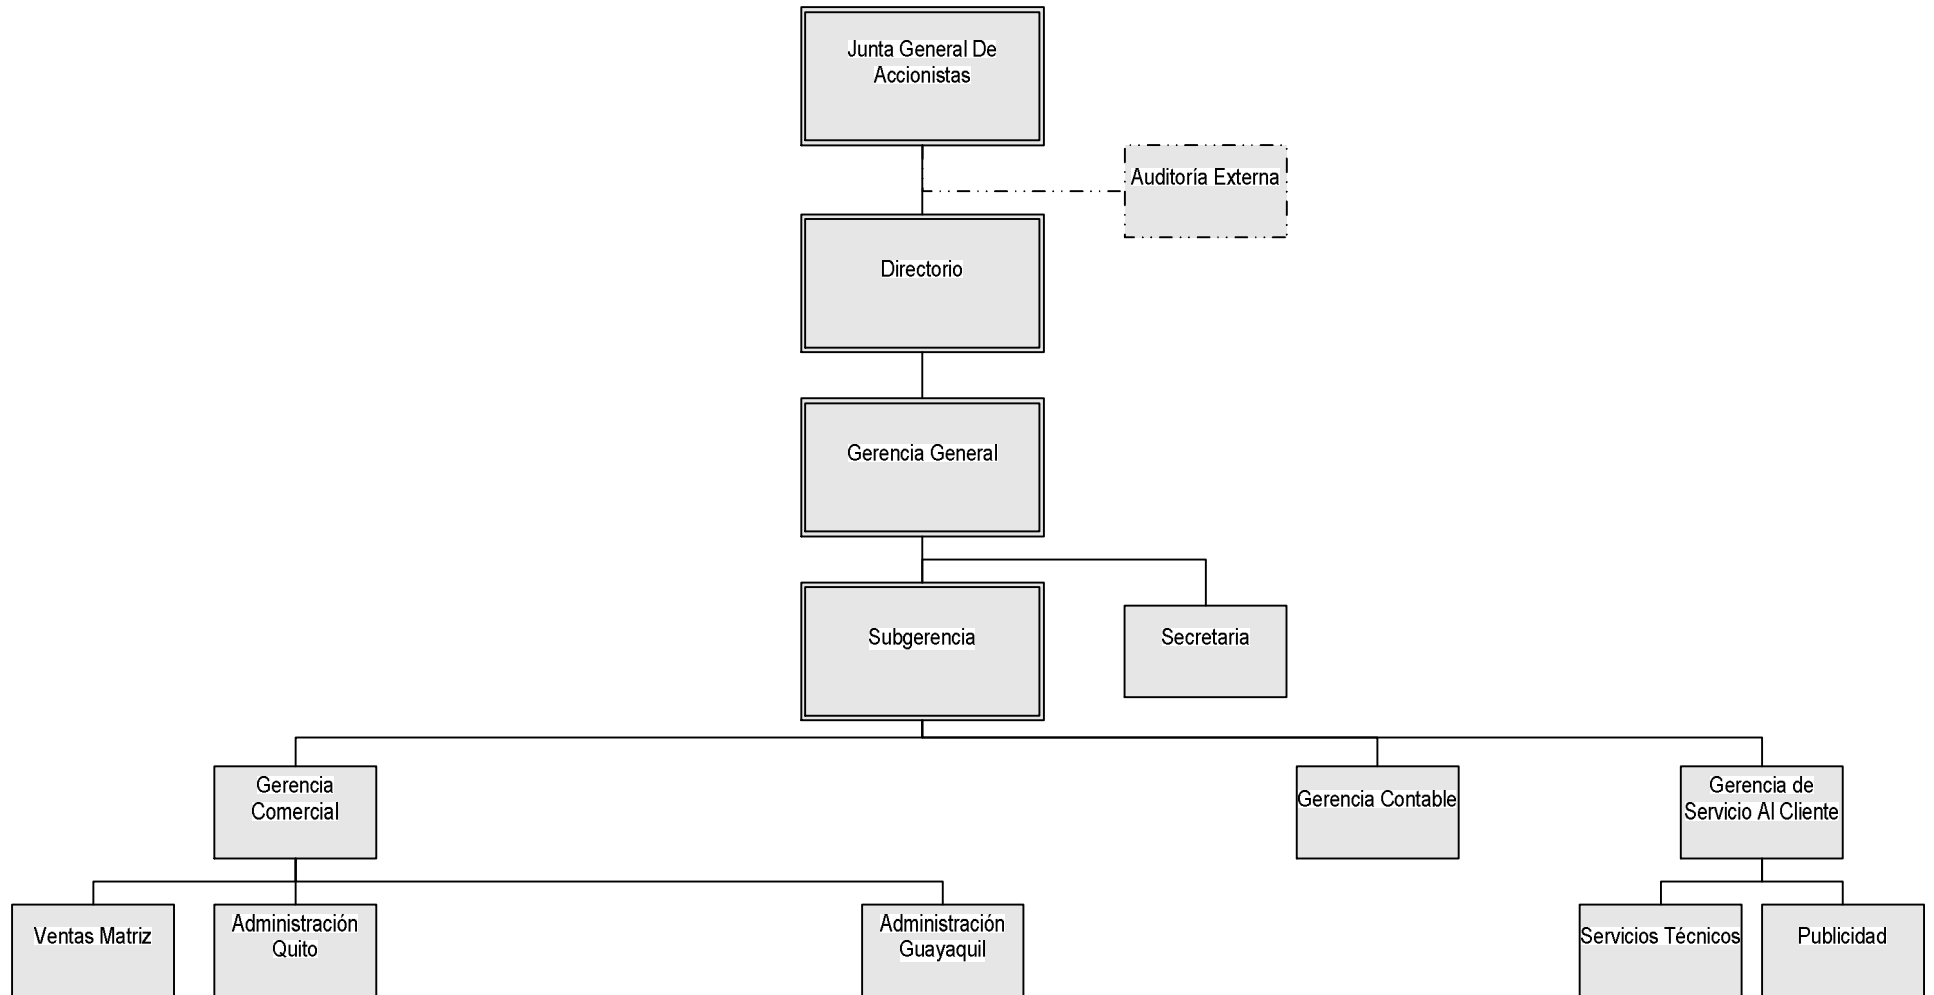 Junta General De
Accionistas
Auditoría Externa
Directorio
Gerencia General
Subgerencia
Secretaria
Gerencia
Comercial
Gerencia Contable
Gerencia de
Servicio Al Cliente
Ventas Matriz
Administración
Quito
Administración
Guayaquil
Servicios Técnicos
Publicidad